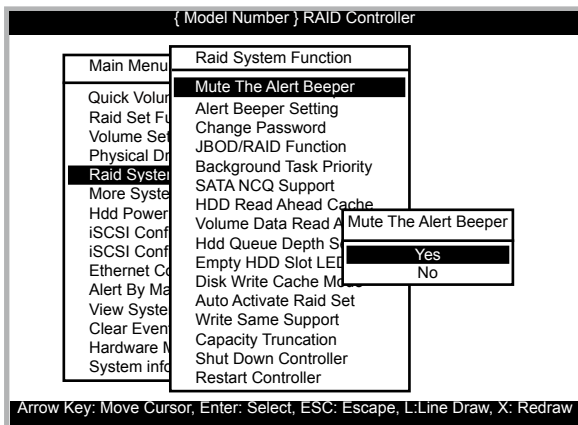 { Model Number } RAID Controller
Main Menu
Quick Volur
Raid Set Fu
Volume Set
Physical Dr
Raid Syster
More Syste
Hdd Power
iSCSI Conf
iSCSI Conf
Ethernet Co
Alert By Ma
View Syste
Clear Even
Hardware M
System info
Raid System Function
Mute The Alert Beeper
Alert Beeper Setting
Change Password
JBOD/RAID Function
Background Task Priority
SATA NCQ Support
HDD Read Ahead Cache
Volume Data Read A
Hdd Queue Depth S
Empty HDD Slot LED
Disk Write Cache Mode
Auto Activate Raid Set
Write Same Support
Capacity Truncation
Shut Down Controller
Restart Controller
Mute The Alert Beeper
Yes
No
Arrow Key: Move Cursor, Enter: Select, ESC: Escape, L:Line Draw, X: Redraw